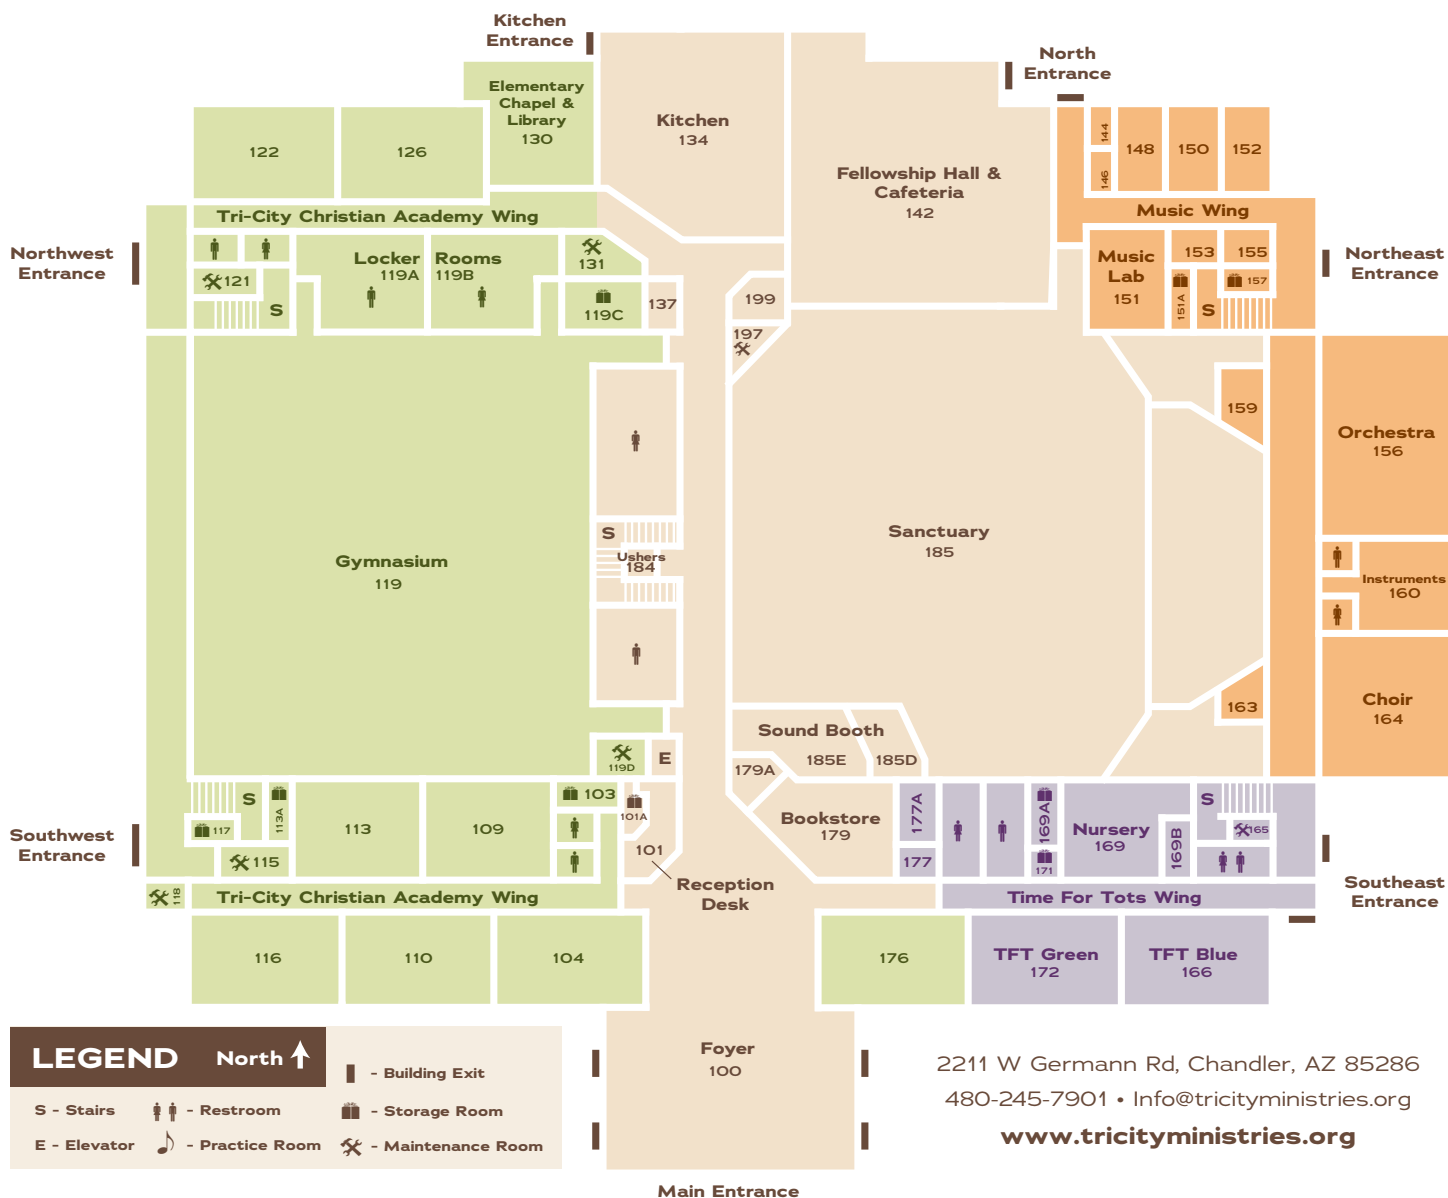 Kitchen
Entrance
North
Entrance
Elementary
Chapel &
Library
130
Kitchen
134
122
126
Fellowship Hall &
Cafeteria
142
144
146
148
150
152
Tri-City Christian Academy Wing
Music Wing
Northwest
Entrance
Northeast
Entrance
Locker Rooms
119A
119B
131
121
S
119C
137
199
197
Music
Lab
151
153
155
151A
157
S
159
Orchestra
156
Gymnasium
119
S
Ushers
184
Sanctuary
185
Instruments
160
Choir
164
163
Sound Booth
185E
185D
179A
119D
E
S
117
113A
113
109
103
101A
101
115
118
Southwest
Entrance
Reception
Desk
Bookstore
179
177A
177
169A
171
Nursery
169
169B
S
165
Southeast
Entrance
Tri-City Christian Academy Wing
Time For Tots Wing
116
110
104
176
TFT Green
172
TFT Blue
166
Foyer
100
LEGEND
North
- Building Exit
S - Stairs
- Restroom
- Storage Room
E - Elevator
- Practice Room
- Maintenance Room
2211 W Germann Rd, Chandler, AZ 85286
480-245-7901 • Info@tricityministries.org
www.tricityministries.org
Main Entrance